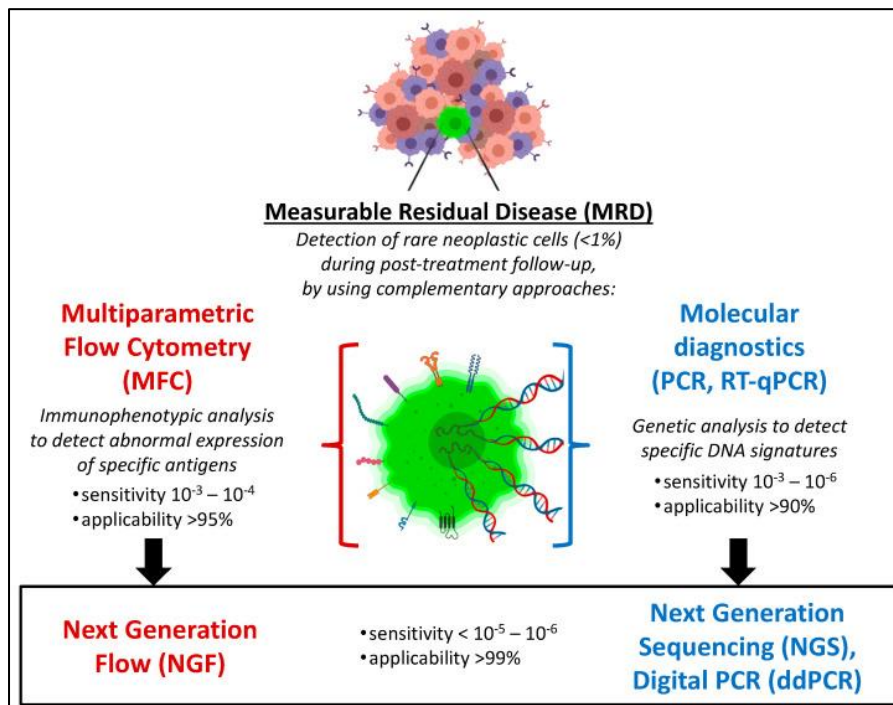 Measurable Residual Disease (MRD)
Detection of rare neoplastic cells (<1%)
during post-treatment follow-up,
by using complementary approaches:
Multiparametric
Flow Cytometry
(MFC)
Immunophenotypic analysis
to detect abnormal expression
of specific antigens
•sensitivity 10⁻³ – 10⁻⁴
•applicability >95%
Molecular
diagnostics
(PCR, RT-qPCR)
Genetic analysis to detect
specific DNA signatures
•sensitivity 10⁻³ – 10⁻⁶
•applicability >90%
Next Generation
Flow (NGF)
•sensitivity < 10⁻⁵ – 10⁻⁶
•applicability >99%
Next Generation
Sequencing (NGS),
Digital PCR (ddPCR)